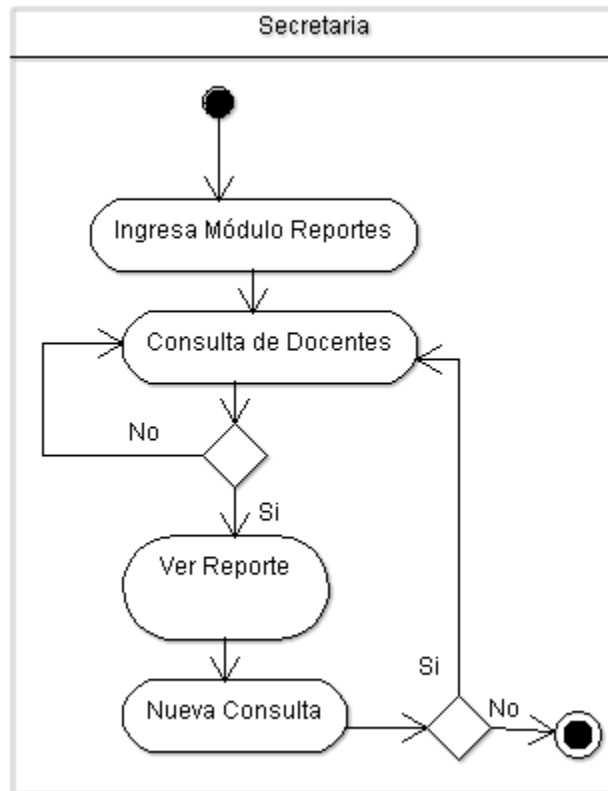 Secretaria
Ingresa Módulo Reportes
Consulta de Docentes
No
Si
Ver Reporte
Nueva Consulta
Si
No